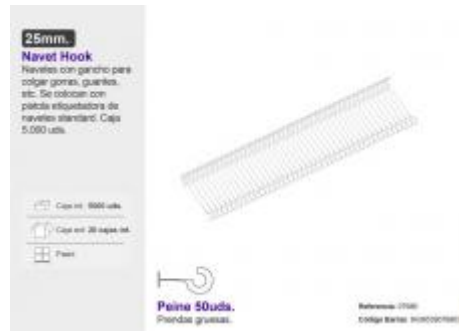 25mm.
Navet Hook
Navetes con gancho para
colgar gorras, guantes,
etc. Se colocan con
pistola etiquetadora de
navetes standard. Caja
5.000 uds.
Caja int. 5000 uds.
Caja ext. 20 cajas int.
Peine 50uds.
Prendas gruesas.
Referencia:
Código Barras: